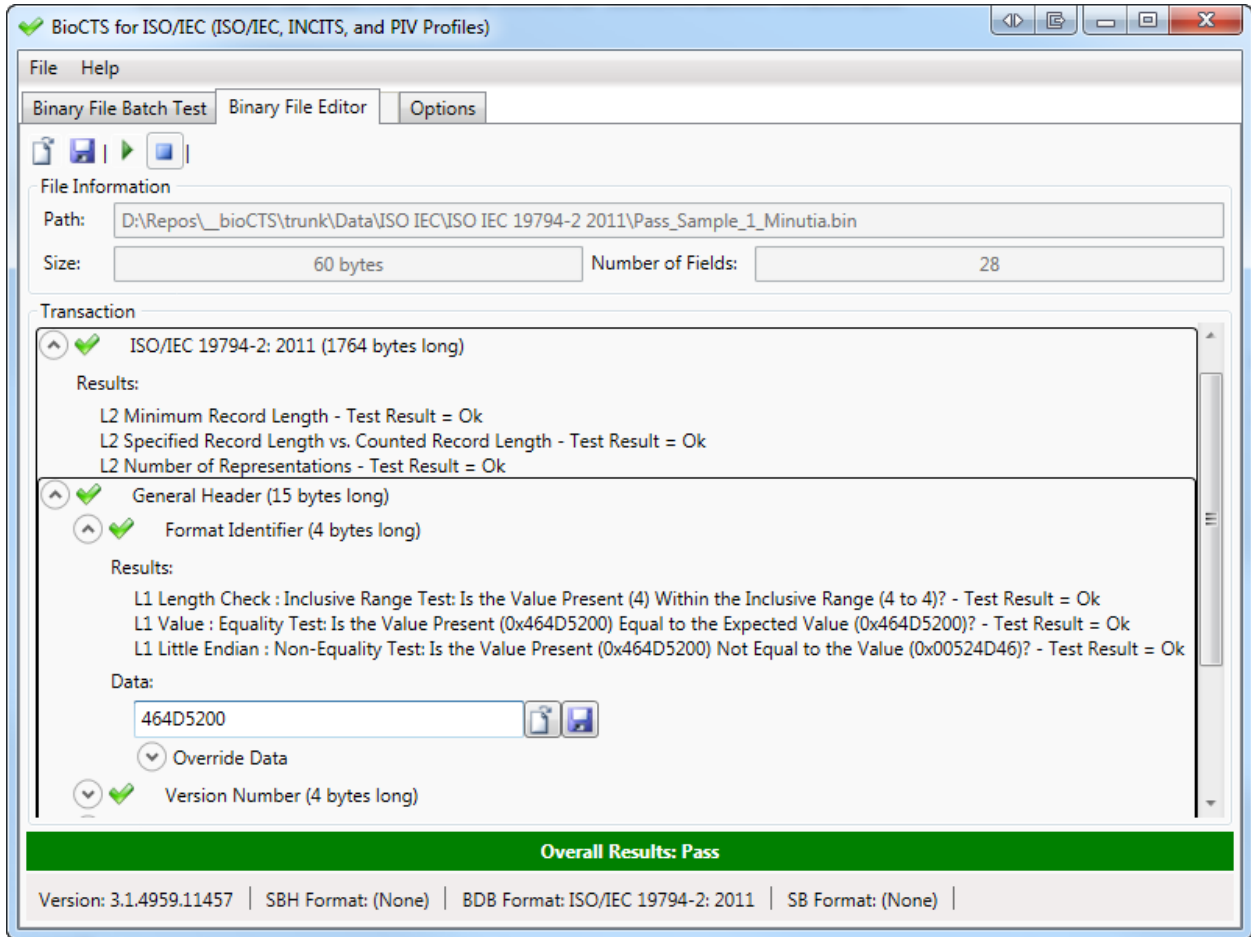 BioCTS for ISO/IEC (ISO/IEC, INCITS, and PIV Profiles)
File Help
Binary File Batch Test Binary File Editor Options
File Information
Path: D:\Repos\__bioCTS\trunk\Data\ISO IEC\ISO IEC 19794-2 2011\Pass_Sample_1_Minutia.bin
Size: 60 bytes Number of Fields: 28
Transaction
ISO/IEC 19794-2: 2011 (1764 bytes long)
Results:
L2 Minimum Record Length - Test Result = Ok
L2 Specified Record Length vs. Counted Record Length - Test Result = Ok
L2 Number of Representations - Test Result = Ok
General Header (15 bytes long)
Format Identifier (4 bytes long)
Results:
L1 Length Check : Inclusive Range Test: Is the Value Present (4) Within the Inclusive Range (4 to 4)? - Test Result = Ok
L1 Value : Equality Test: Is the Value Present (0x464D5200) Equal to the Expected Value (0x464D5200)? - Test Result = Ok
L1 Little Endian : Non-Equality Test: Is the Value Present (0x464D5200) Not Equal to the Value (0x00524D46)? - Test Result = Ok
Data:
464D5200
Override Data
Version Number (4 bytes long)
Overall Results: Pass
Version: 3.1.4959.11457 | SBH Format: (None) | BDB Format: ISO/IEC 19794-2: 2011 | SB Format: (None) |